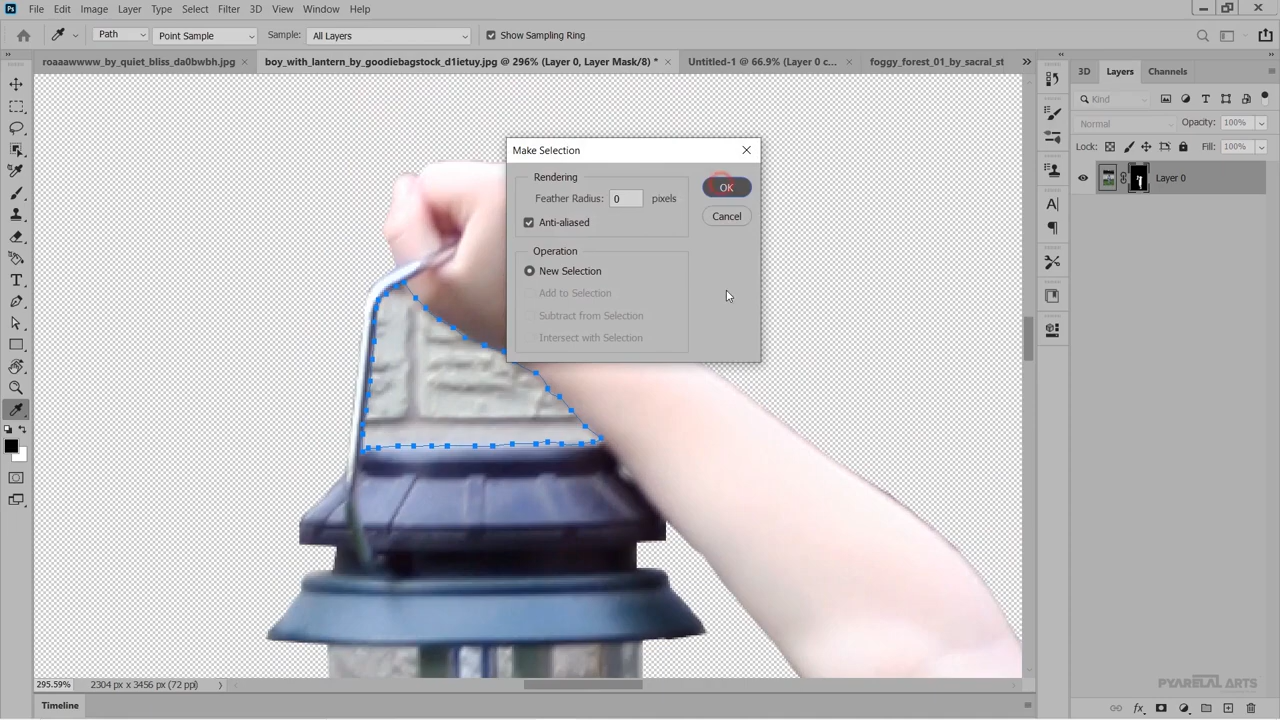 Ps File Edit Image Layer Type Select Filter 3D View Window Help
Path Point Sample Sample: All Layers Show Sampling Ring
roaaawwww_by_quiet_bliss_da0bwbh.jpg × boy_with_lantern_by_goodiebagstock_d1ietuy.jpg @ 296% (Layer 0, Layer Mask/8) * × Untitled-1 @ 66.9% (Layer 0 c... × foggy_forest_01_by_sacral_st
3D Layers Channels
Kind
Normal Opacity: 100%
Lock: Fill: 100%
Layer 0
Make Selection
Rendering
Feather Radius: 0 pixels
Anti-aliased
OK
Cancel
Operation
New Selection
Add to Selection
Subtract from Selection
Intersect with Selection
295.59% 2304 px x 3456 px (72 ppi)
Timeline
PYARELAL ARTS